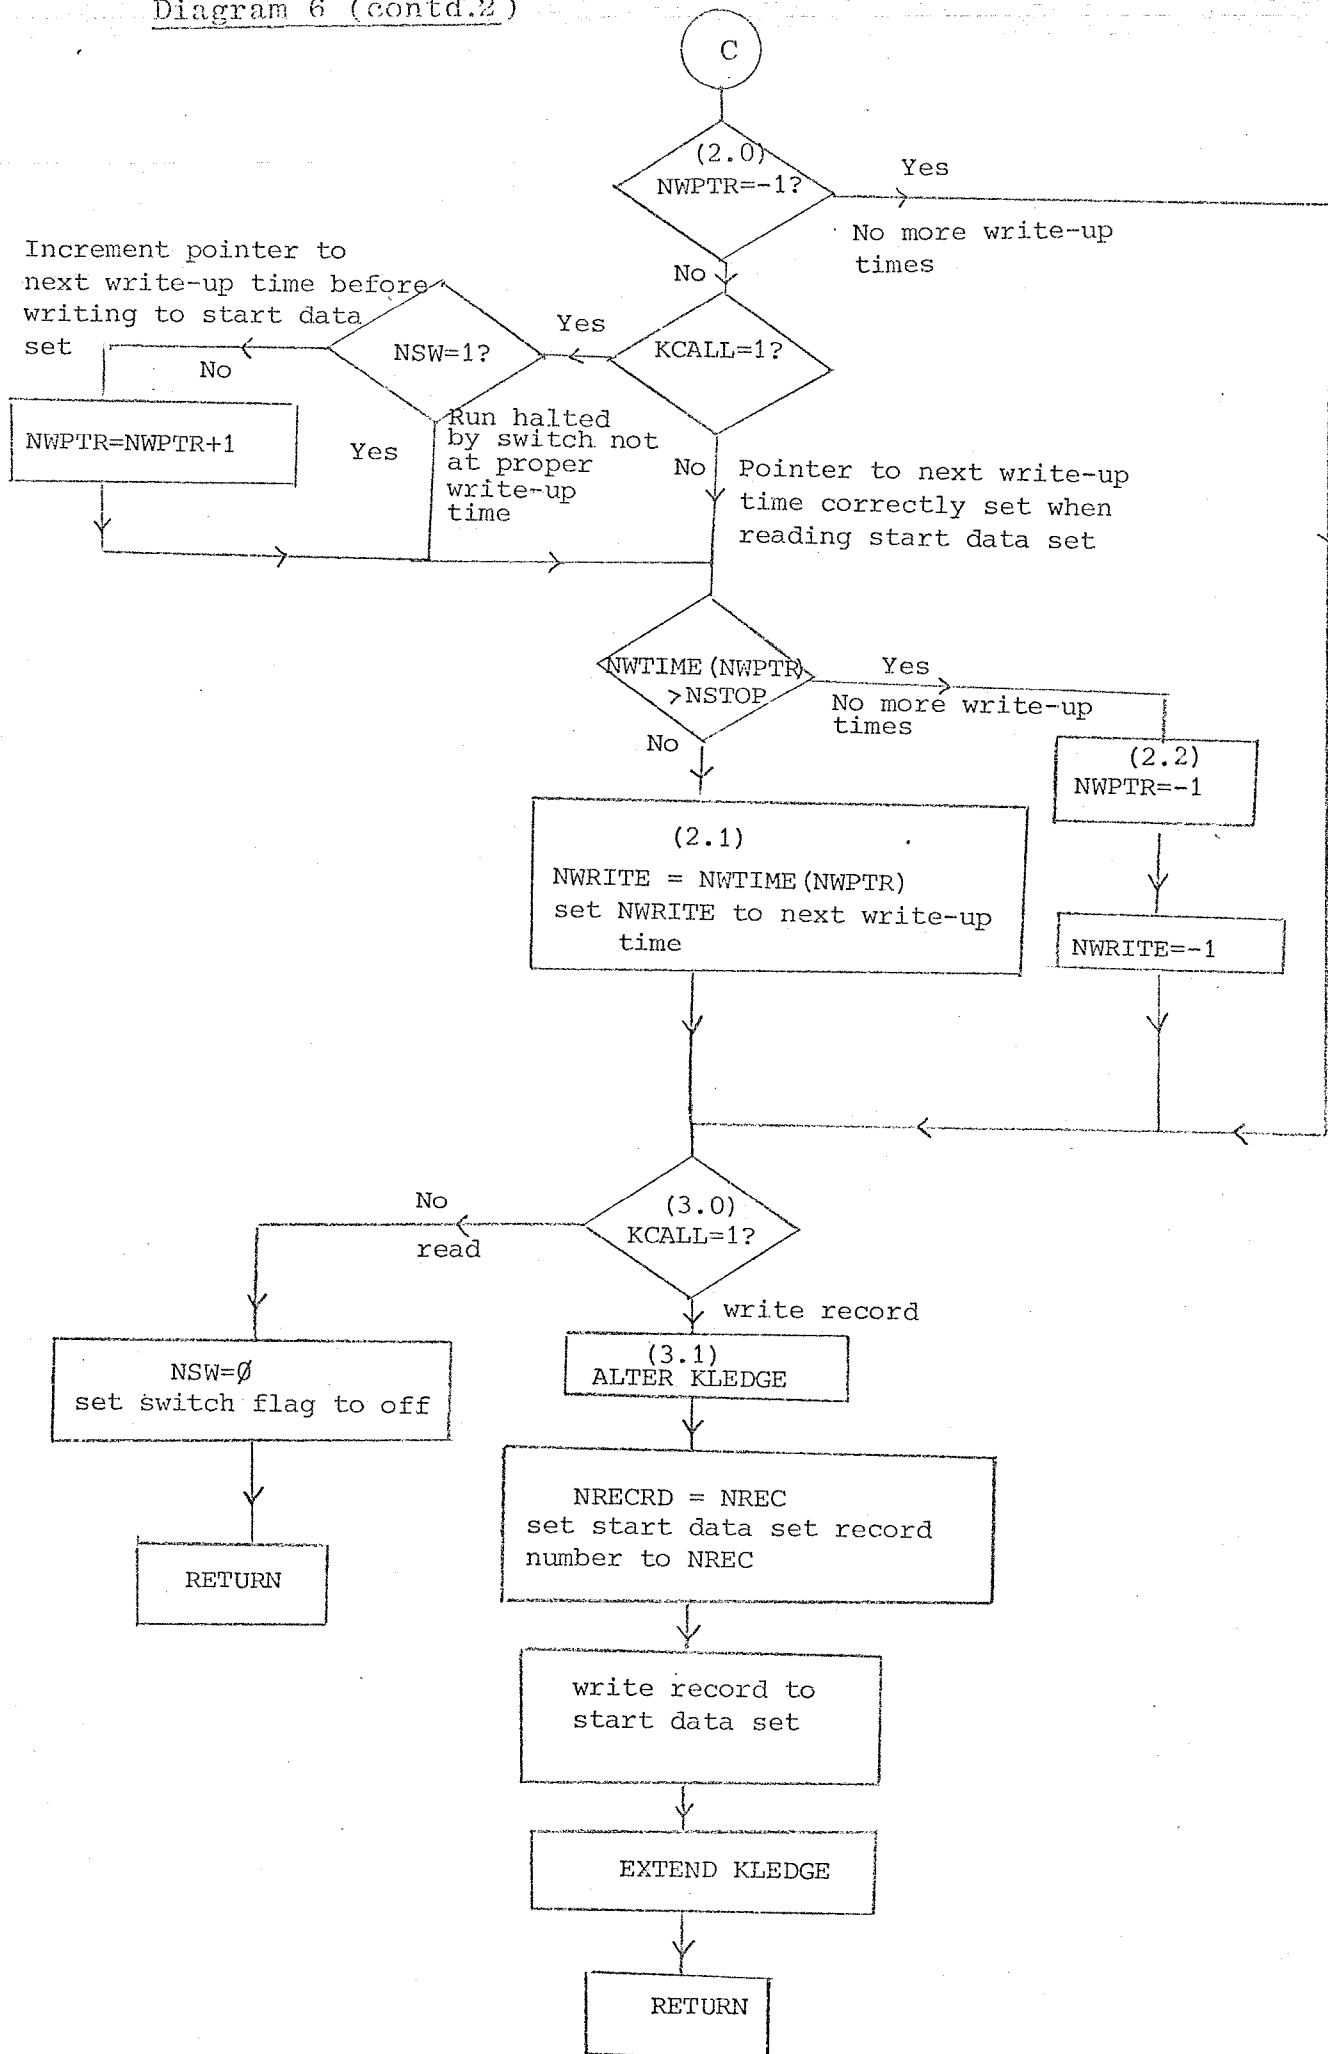 Diagram 6 (contd.2)
C
(2.0)
NWPTR=-1?
Yes
No more write-up
times
No
Increment pointer to
next write-up time before
writing to start data
set
No
NSW=1?
Yes
KCALL=1?
NWPTR=NWPTR+1
Yes
Run halted
by switch not
at proper
write-up
time
No
Pointer to next write-up
time correctly set when
reading start data set
NWTIME(NWPTR)
>NSTOP
Yes
No more write-up
times
No
(2.2)
NWPTR=-1
(2.1)
NWRITE = NWTIME(NWPTR)
set NWRITE to next write-up
time
NWRITE=-1
(3.0)
KCALL=1?
No
read
write record
NSW=Ø
set switch flag to off
(3.1)
ALTER KLEDGE
NRECRD = NREC
set start data set record
number to NREC
RETURN
write record to
start data set
EXTEND KLEDGE
RETURN